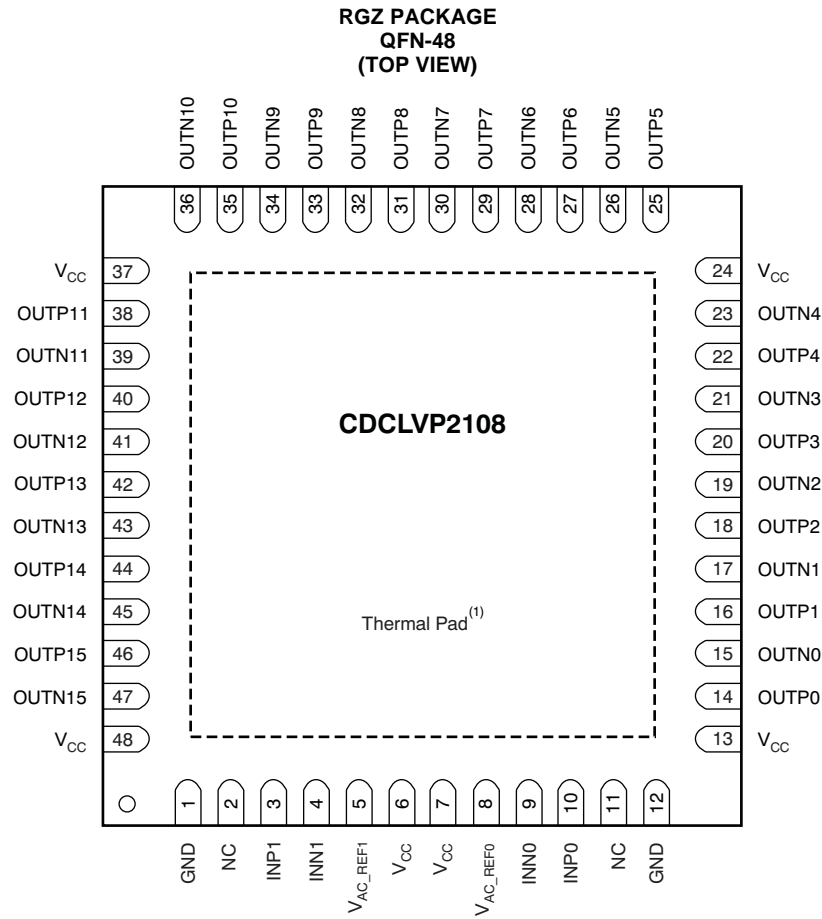 RGZ PACKAGE
QFN-48
(TOP VIEW)
OUTN10
OUTP10
OUTN9
OUTP9
OUTN8
OUTP8
OUTN7
OUTP7
OUTN6
OUTP6
OUTN5
OUTP5
36
35
34
33
32
31
30
29
28
27
26
25
VCC 37
OUTP11 38
OUTN11 39
OUTP12 40
OUTN12 41
OUTP13 42
OUTN13 43
OUTP14 44
OUTN14 45
OUTP15 46
OUTN15 47
VCC 48
CDCLVP2108
Thermal Pad(1)
24 VCC
23 OUTN4
22 OUTP4
21 OUTN3
20 OUTP3
19 OUTN2
18 OUTP2
17 OUTN1
16 OUTP1
15 OUTN0
14 OUTP0
13 VCC
1
2
3
4
5
6
7
8
9
10
11
12
GND
NC
INP1
INN1
VAC_REF1
VCC
VCC
VAC_REF0
INN0
INP0
NC
GND